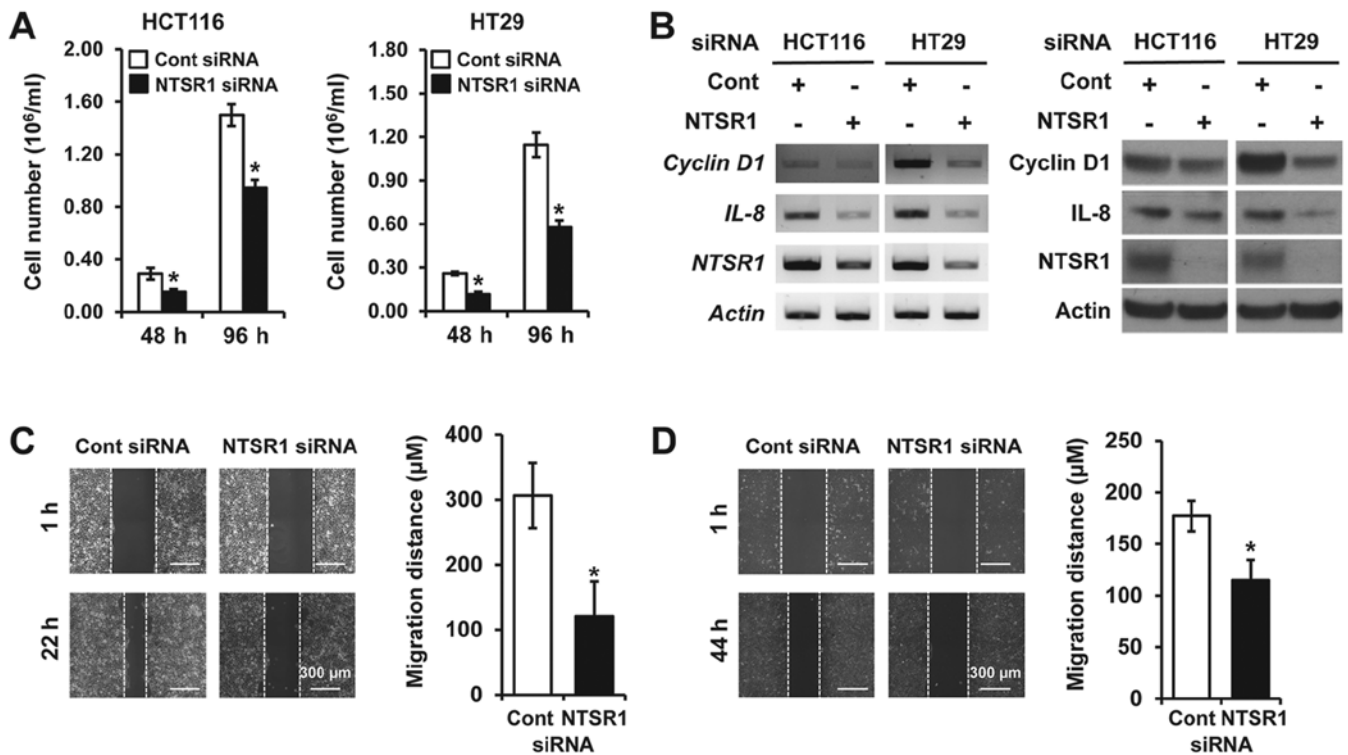 A
HCT116
HT29
Cell number (10⁶/ml)
2.00
1.60
1.20
0.80
0.40
0.00
Cont siRNA
NTSR1 siRNA
*
*
48 h 96 h
Cell number (10⁶/ml)
1.80
1.50
1.20
0.90
0.60
0.30
0.00
Cont siRNA
NTSR1 siRNA
*
*
48 h 96 h
B
siRNA HCT116 HT29
Cont + - + -
NTSR1 - + - +
Cyclin D1
IL-8
NTSR1
Actin
siRNA HCT116 HT29
Cont + - + -
NTSR1 - + - +
Cyclin D1
IL-8
NTSR1
Actin
C
Cont siRNA NTSR1 siRNA
1 h
22 h
300 µm
Migration distance (µM)
400
300
200
100
0
*
Cont NTSR1
siRNA
D
Cont siRNA NTSR1 siRNA
1 h
44 h
300 µm
Migration distance (µM)
250
200
150
100
50
0
*
Cont NTSR1
siRNA